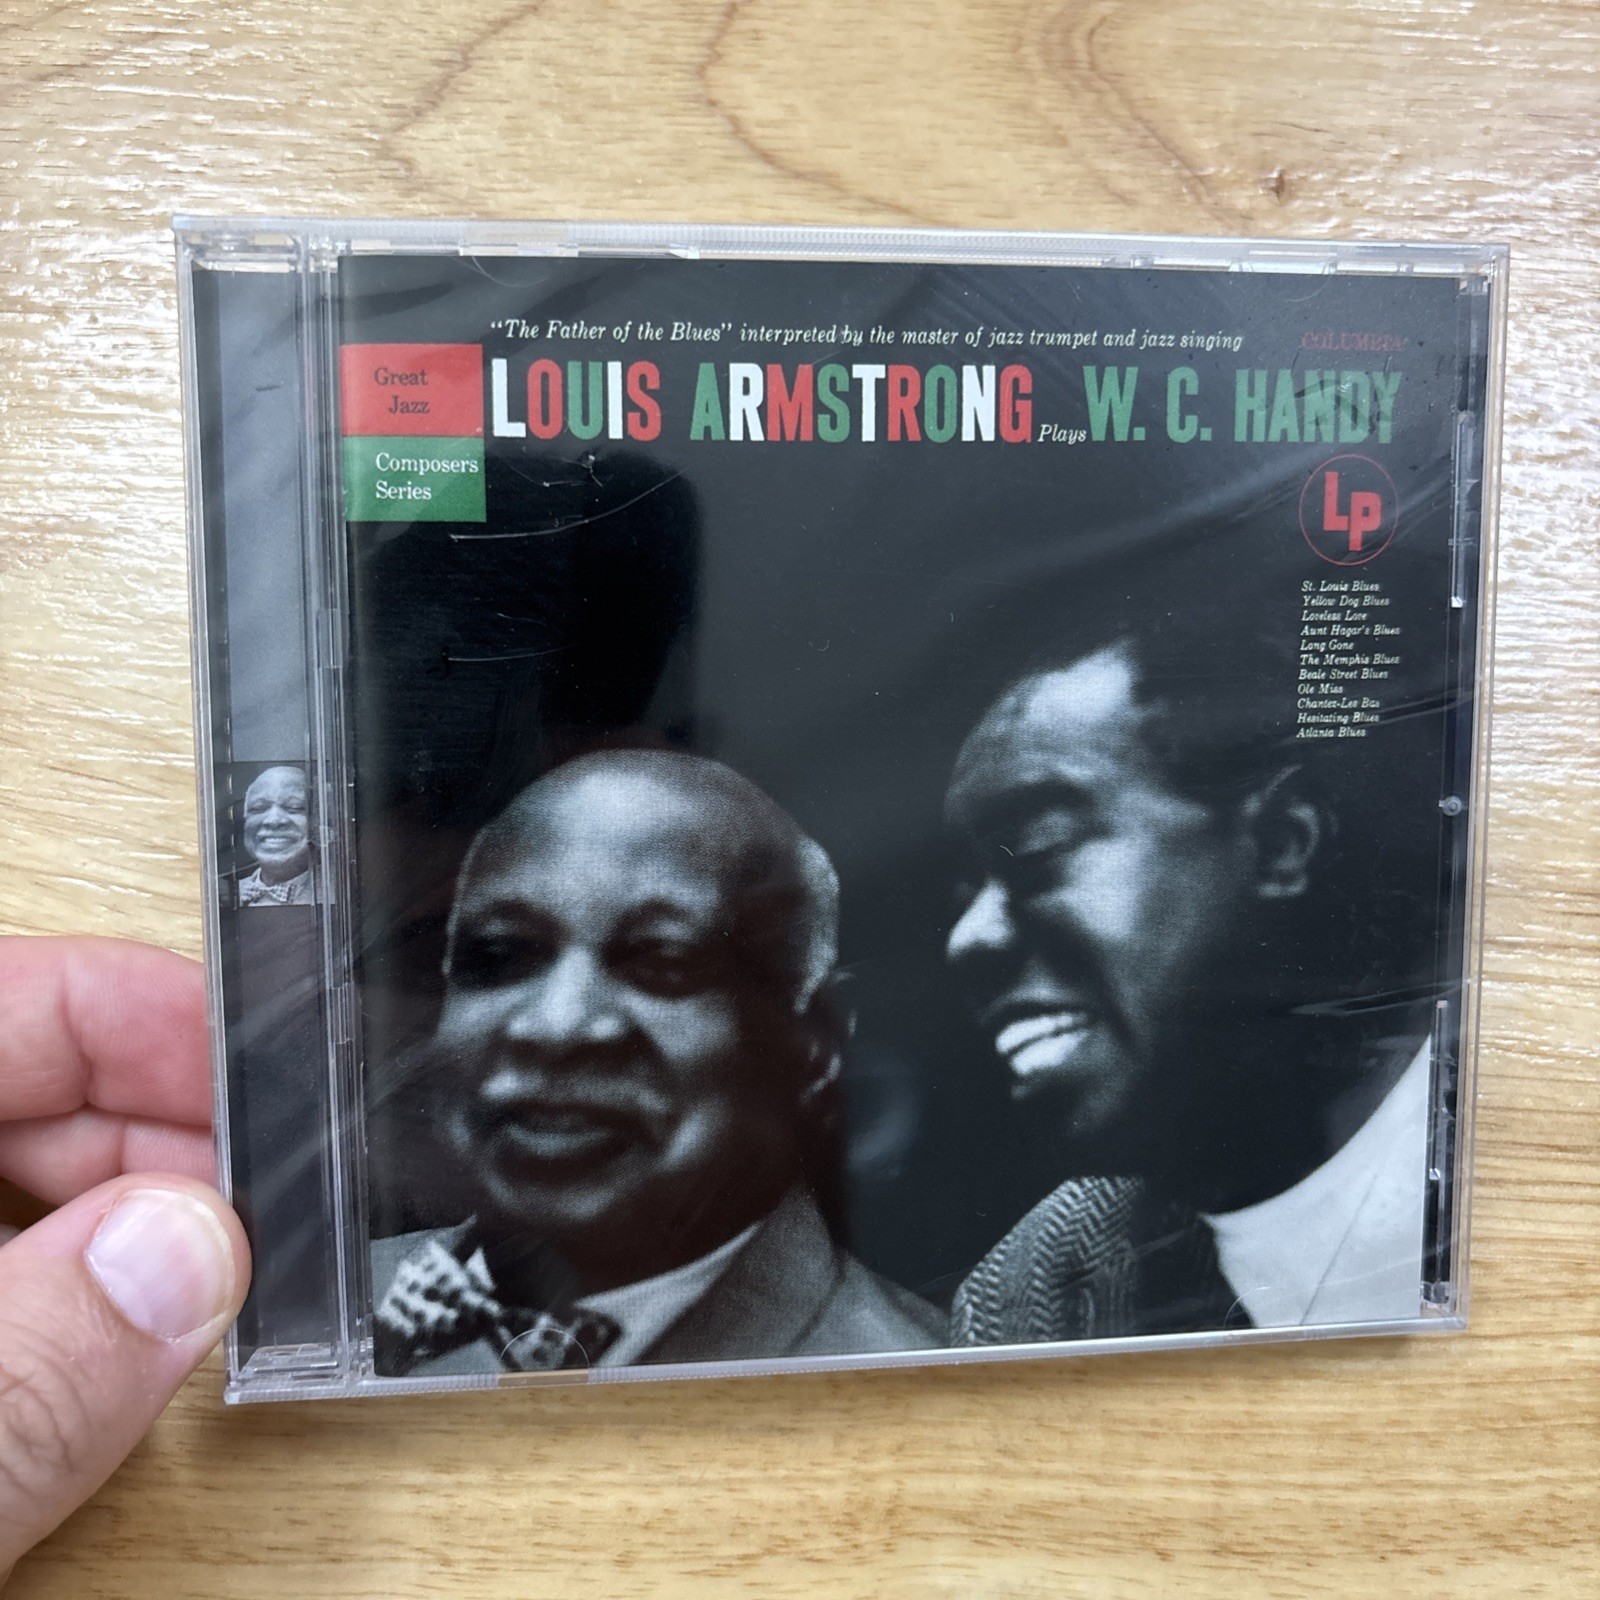 "The Father of the Blues" interpreted by the master of jazz trumpet and jazz singing
COLUMBIA
Great
Jazz
LOUIS ARMSTRONG Plays W. C. HANDY
Composers
Series
LP
St. Louis Blues
Yellow Dog Blues
Loveless Love
Aunt Hagar's Blues
Long Gone
The Memphis Blues
Beale Street Blues
Ole Miss
Chantez-Les Bas
Hesitating Blues
Atlanta Blues